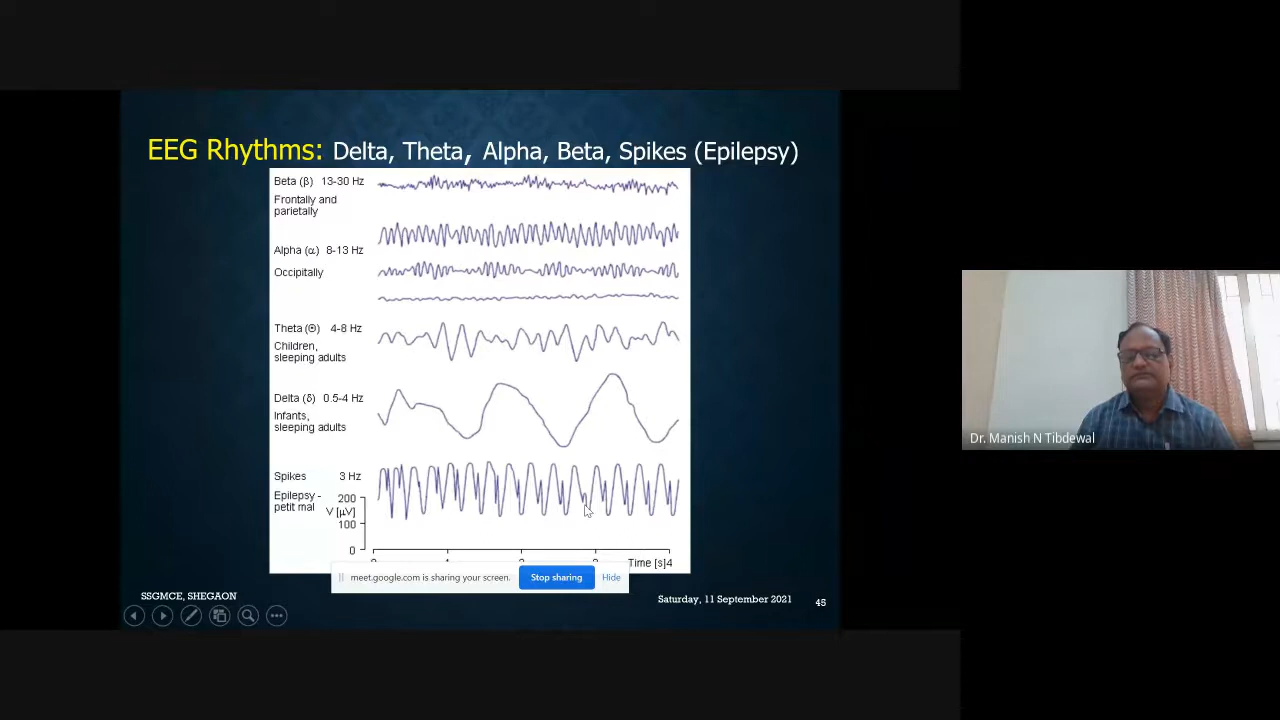 EEG Rhythms: Delta, Theta, Alpha, Beta, Spikes (Epilepsy)
Beta (β) 13-30 Hz
Frontally and
parietally
Alpha (α) 8-13 Hz
Occipitally
Theta (Θ) 4-8 Hz
Children,
sleeping adults
Delta (δ) 0.5-4 Hz
Infants,
sleeping adults
Spikes 3 Hz
Epilepsy -
petit mal
200
V [µV]
100
0
Time [s]4
meet.google.com is sharing your screen.
Stop sharing
Hide
SSGMCE, SHEGAON
Saturday, 11 September 2021
45
Dr. Manish N Tibdewal